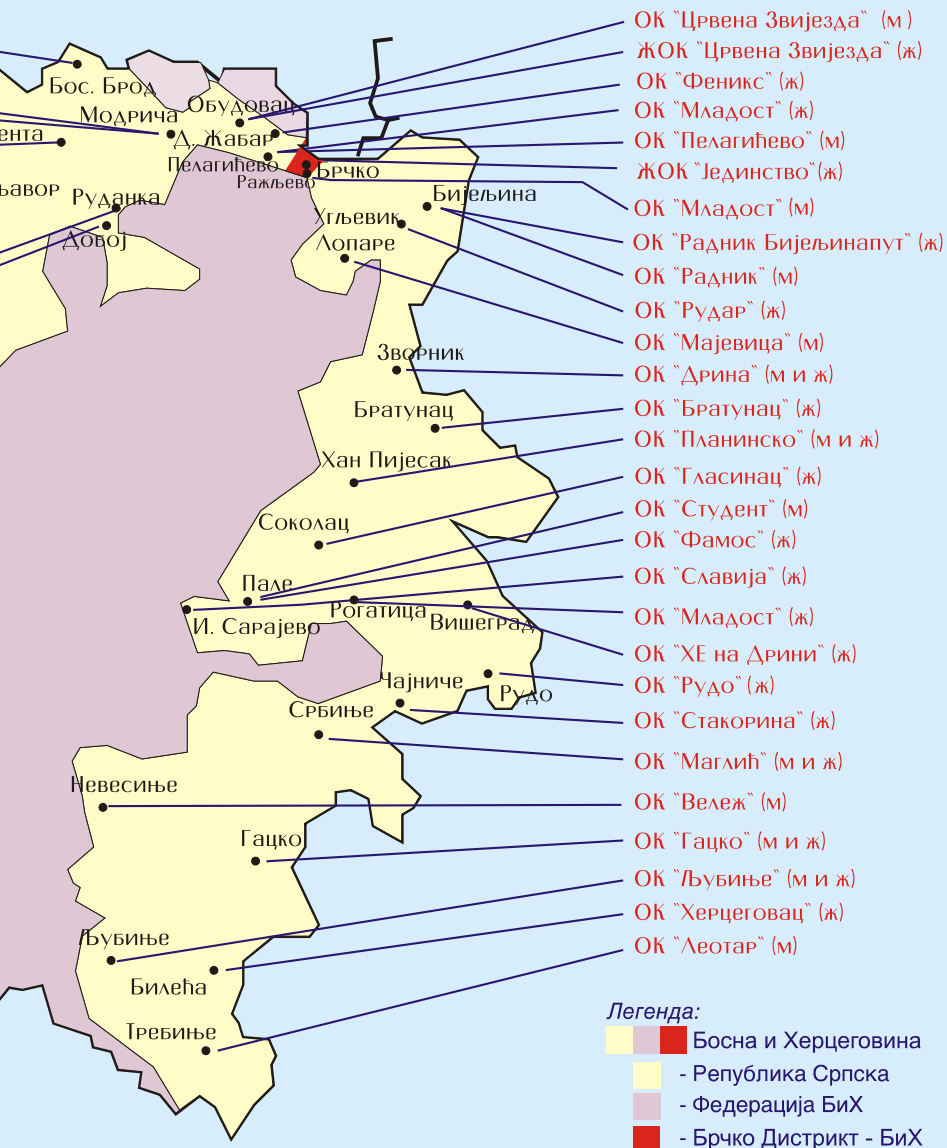 Бос. Брод
Модрича
Обудовац
ента
Д. Жабар
Пелагићево
Ражљево
Брчко
њавор
Руданка
Добој
Бијељина
Угљевик
Лопаре
Зворник
Братунац
Хан Пијесак
Соколац
Пале
И. Сарајево
Рогатица
Вишеград
Чајниче
Рудо
Србиње
Невесиње
Гацко
Љубиње
Билећа
Требиње
ОК "Црвена Звијезда" (м)
ЖОК "Црвена Звијезда" (ж)
ОК "Феникс" (ж)
ОК "Младост" (ж)
ОК "Пелагићево" (м)
ЖОК "Јединство"(ж)
ОК "Младост" (м)
ОК "Радник Бијељинапут" (ж)
ОК "Радник" (м)
ОК "Рудар" (ж)
ОК "Мајевица" (м)
ОК "Дрина" (м и ж)
ОК "Братунац" (ж)
ОК "Планинско" (м и ж)
ОК "Гласинац" (ж)
ОК "Студент" (м)
ОК "Фамос" (ж)
ОК "Славија" (ж)
ОК "Младост" (ж)
ОК "ХЕ на Дрини" (ж)
ОК "Рудо" (ж)
ОК "Стакорина" (ж)
ОК "Маглић" (м и ж)
ОК "Вележ" (м)
ОК "Гацко" (м и ж)
ОК "Љубиње" (м и ж)
ОК "Херцеговац" (ж)
ОК "Леотар" (м)
Легенда:
Босна и Херцеговина
- Република Српска
- Федерација БиХ
- Брчко Дистрикт - БиХ